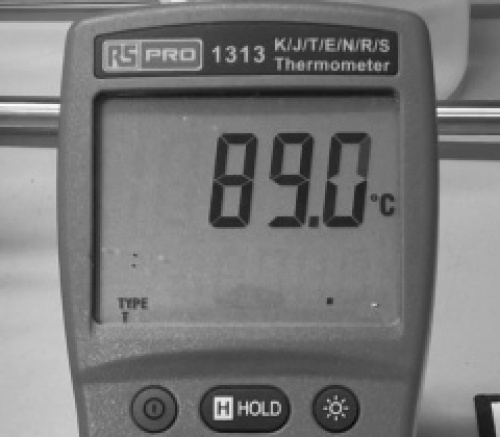 RS PRO 1313 K/J/T/E/N/R/S
Thermometer
89.0 °C
TYPE
T
H HOLD